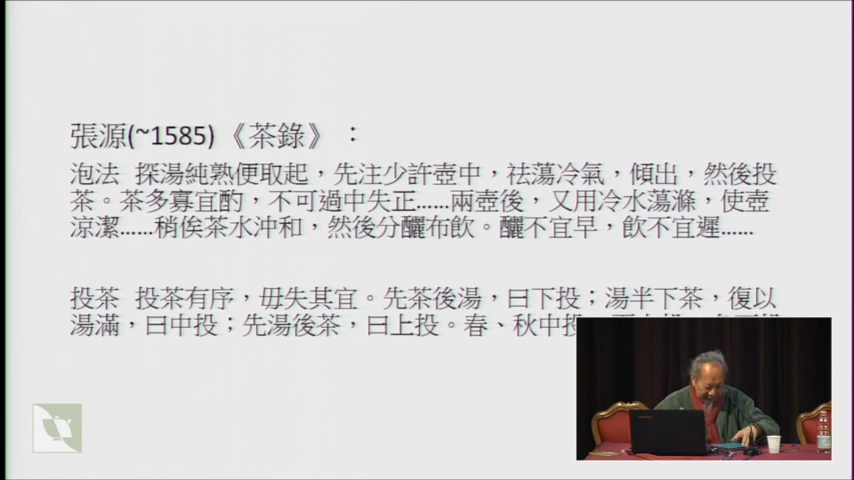 張源(~1585)《茶錄》：
泡法 探湯純熟便取起，先注少許壺中，祛蕩冷氣，傾出，然後投
茶。茶多寡宜酌，不可過中失正……兩壺後，又用冷水蕩滌，使壺
涼潔……稍俟茶水沖和，然後分釃布飲。釃不宜早，飲不宜遲……
投茶 投茶有序，毋失其宜。先茶後湯，曰下投；湯半下茶，復以
湯滿，曰中投；先湯後茶，曰上投。春、秋中投